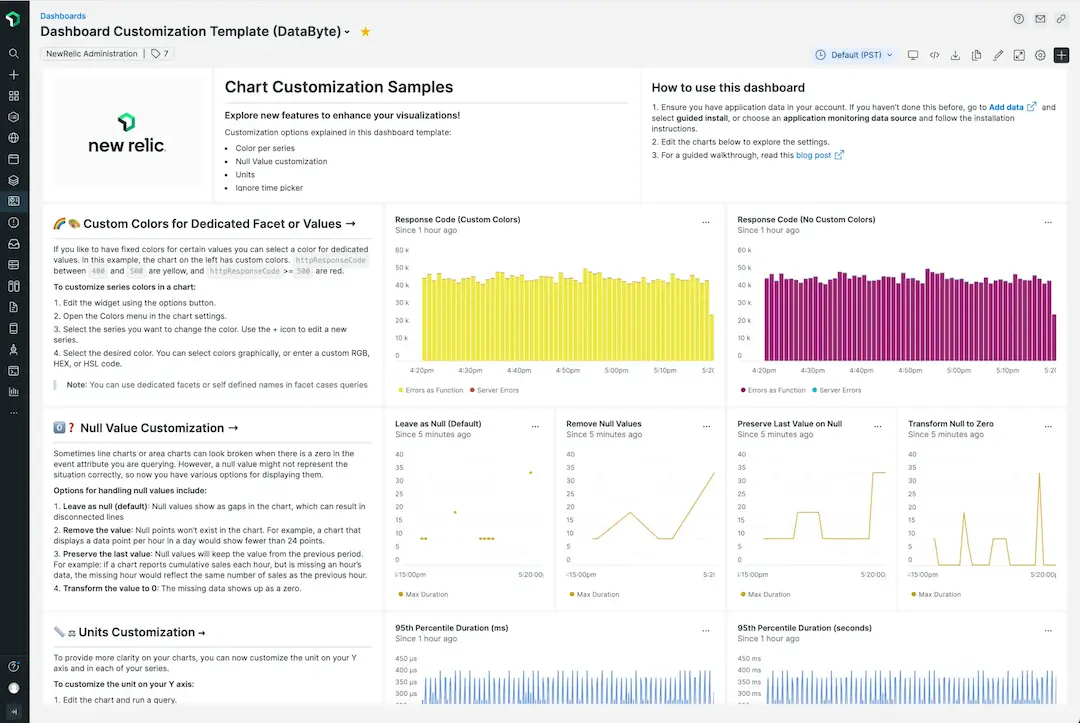 Dashboards
Dashboard Customization Template (DataByte)
NewRelic Administration
7
Default (PST)
new relic.
Chart Customization Samples
Explore new features to enhance your visualizations!
Customization options explained in this dashboard template:
• Color per series
• Null Value customization
• Units
• Ignore time picker
How to use this dashboard
1. Ensure you have application data in your account. If you haven't done this before, go to Add data and
select guided install, or choose an application monitoring data source and follow the installation
instructions.
2. Edit the charts below to explore the settings.
3. For a guided walkthrough, read this blog post
🌈 🎨 Custom Colors for Dedicated Facet or Values →
If you like to have fixed colors for certain values you can select a color for dedicated
values. In this example, the chart on the left has custom colors. httpResponseCode
between 400 and 500 are yellow, and httpResponseCode >= 500 are red.
To customize series colors in a chart:
1. Edit the widget using the options button.
2. Open the Colors menu in the chart settings.
3. Select the series you want to change the color. Use the + icon to edit a new
series.
4. Select the desired color. You can select colors graphically, or enter a custom RGB,
HEX, or HSL code.
Note: You can use dedicated facets or self defined names in facet cases queries
Response Code (Custom Colors)
Since 1 hour ago
60 k
50 k
40 k
30 k
20 k
10 k
0
4:20pm 4:30pm 4:40pm 4:50pm 5:00pm 5:10pm 5:20
Errors as Function Server Errors
Response Code (No Custom Colors)
Since 1 hour ago
60 k
50 k
40 k
30 k
20 k
10 k
0
4:20pm 4:30pm 4:40pm 4:50pm 5:00pm 5:10pm 5:20
Errors as Function Server Errors
0️⃣ ❓ Null Value Customization →
Sometimes line charts or area charts can look broken when there is a zero in the
event attribute you are querying. However, a null value might not represent the
situation correctly, so now you have various options for displaying them.
Options for handling null values include:
1. Leave as null (default): Null values show as gaps in the chart, which can result in
disconnected lines
2. Remove the value: Null points won't exist in the chart. For example, a chart that
displays a data point per hour in a day would show fewer than 24 points.
3. Preserve the last value: Null values will keep the value from the previous period.
For example: if a chart reports cumulative sales each hour, but is missing an hour's
data, the missing hour would reflect the same number of sales as the previous hour.
4. Transform the value to 0: The missing data shows up as a zero.
Leave as Null (Default)
Since 5 minutes ago
40
35
30
25
20
15
10
5
0
5:15:00pm 5:20:00p
Max Duration
Remove Null Values
Since 5 minutes ago
40
35
30
25
20
15
10
5
0
:15:00pm 5:20
Max Duration
Preserve Last Value on Null
Since 5 minutes ago
40
35
30
25
20
15
10
5
0
5:15:00pm 5:20:00p
Max Duration
Transform Null to Zero
Since 5 minutes ago
40
35
30
25
20
15
10
5
0
:15:00pm 5:20:00p
Max Duration
📏 ⚖ Units Customization →
To provide more clarity on your charts, you can now customize the unit on your Y
axis and in each of your series.
To customize the unit on your Y axis:
1. Edit the chart and run a query.
95th Percentile Duration (ms)
Since 1 hour ago
450 µs
400 µs
350 µs
300 µs
95th Percentile Duration (seconds)
Since 1 hour ago
450 ms
400 ms
350 ms
300 ms